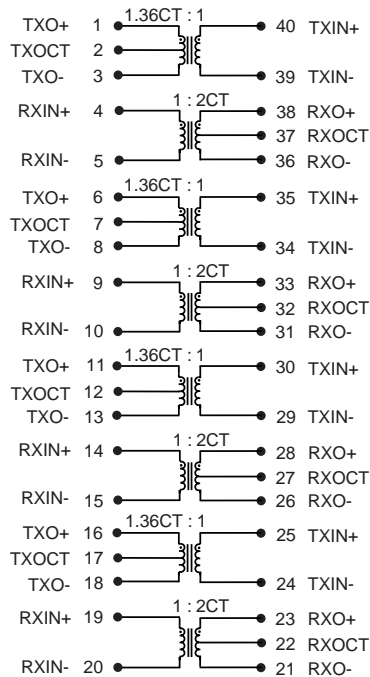 TXO+ 1 1.36CT : 1 40 TXIN+
TXOCT 2
TXO- 3 39 TXIN-
RXIN+ 4 1 : 2CT 38 RXO+
37 RXOCT
RXIN- 5 36 RXO-
TXO+ 6 1.36CT : 1 35 TXIN+
TXOCT 7
TXO- 8 34 TXIN-
RXIN+ 9 1 : 2CT 33 RXO+
32 RXOCT
RXIN- 10 31 RXO-
TXO+ 11 1.36CT : 1 30 TXIN+
TXOCT 12
TXO- 13 29 TXIN-
RXIN+ 14 1 : 2CT 28 RXO+
27 RXOCT
RXIN- 15 26 RXO-
TXO+ 16 1.36CT : 1 25 TXIN+
TXOCT 17
TXO- 18 24 TXIN-
RXIN+ 19 1 : 2CT 23 RXO+
22 RXOCT
RXIN- 20 21 RXO-